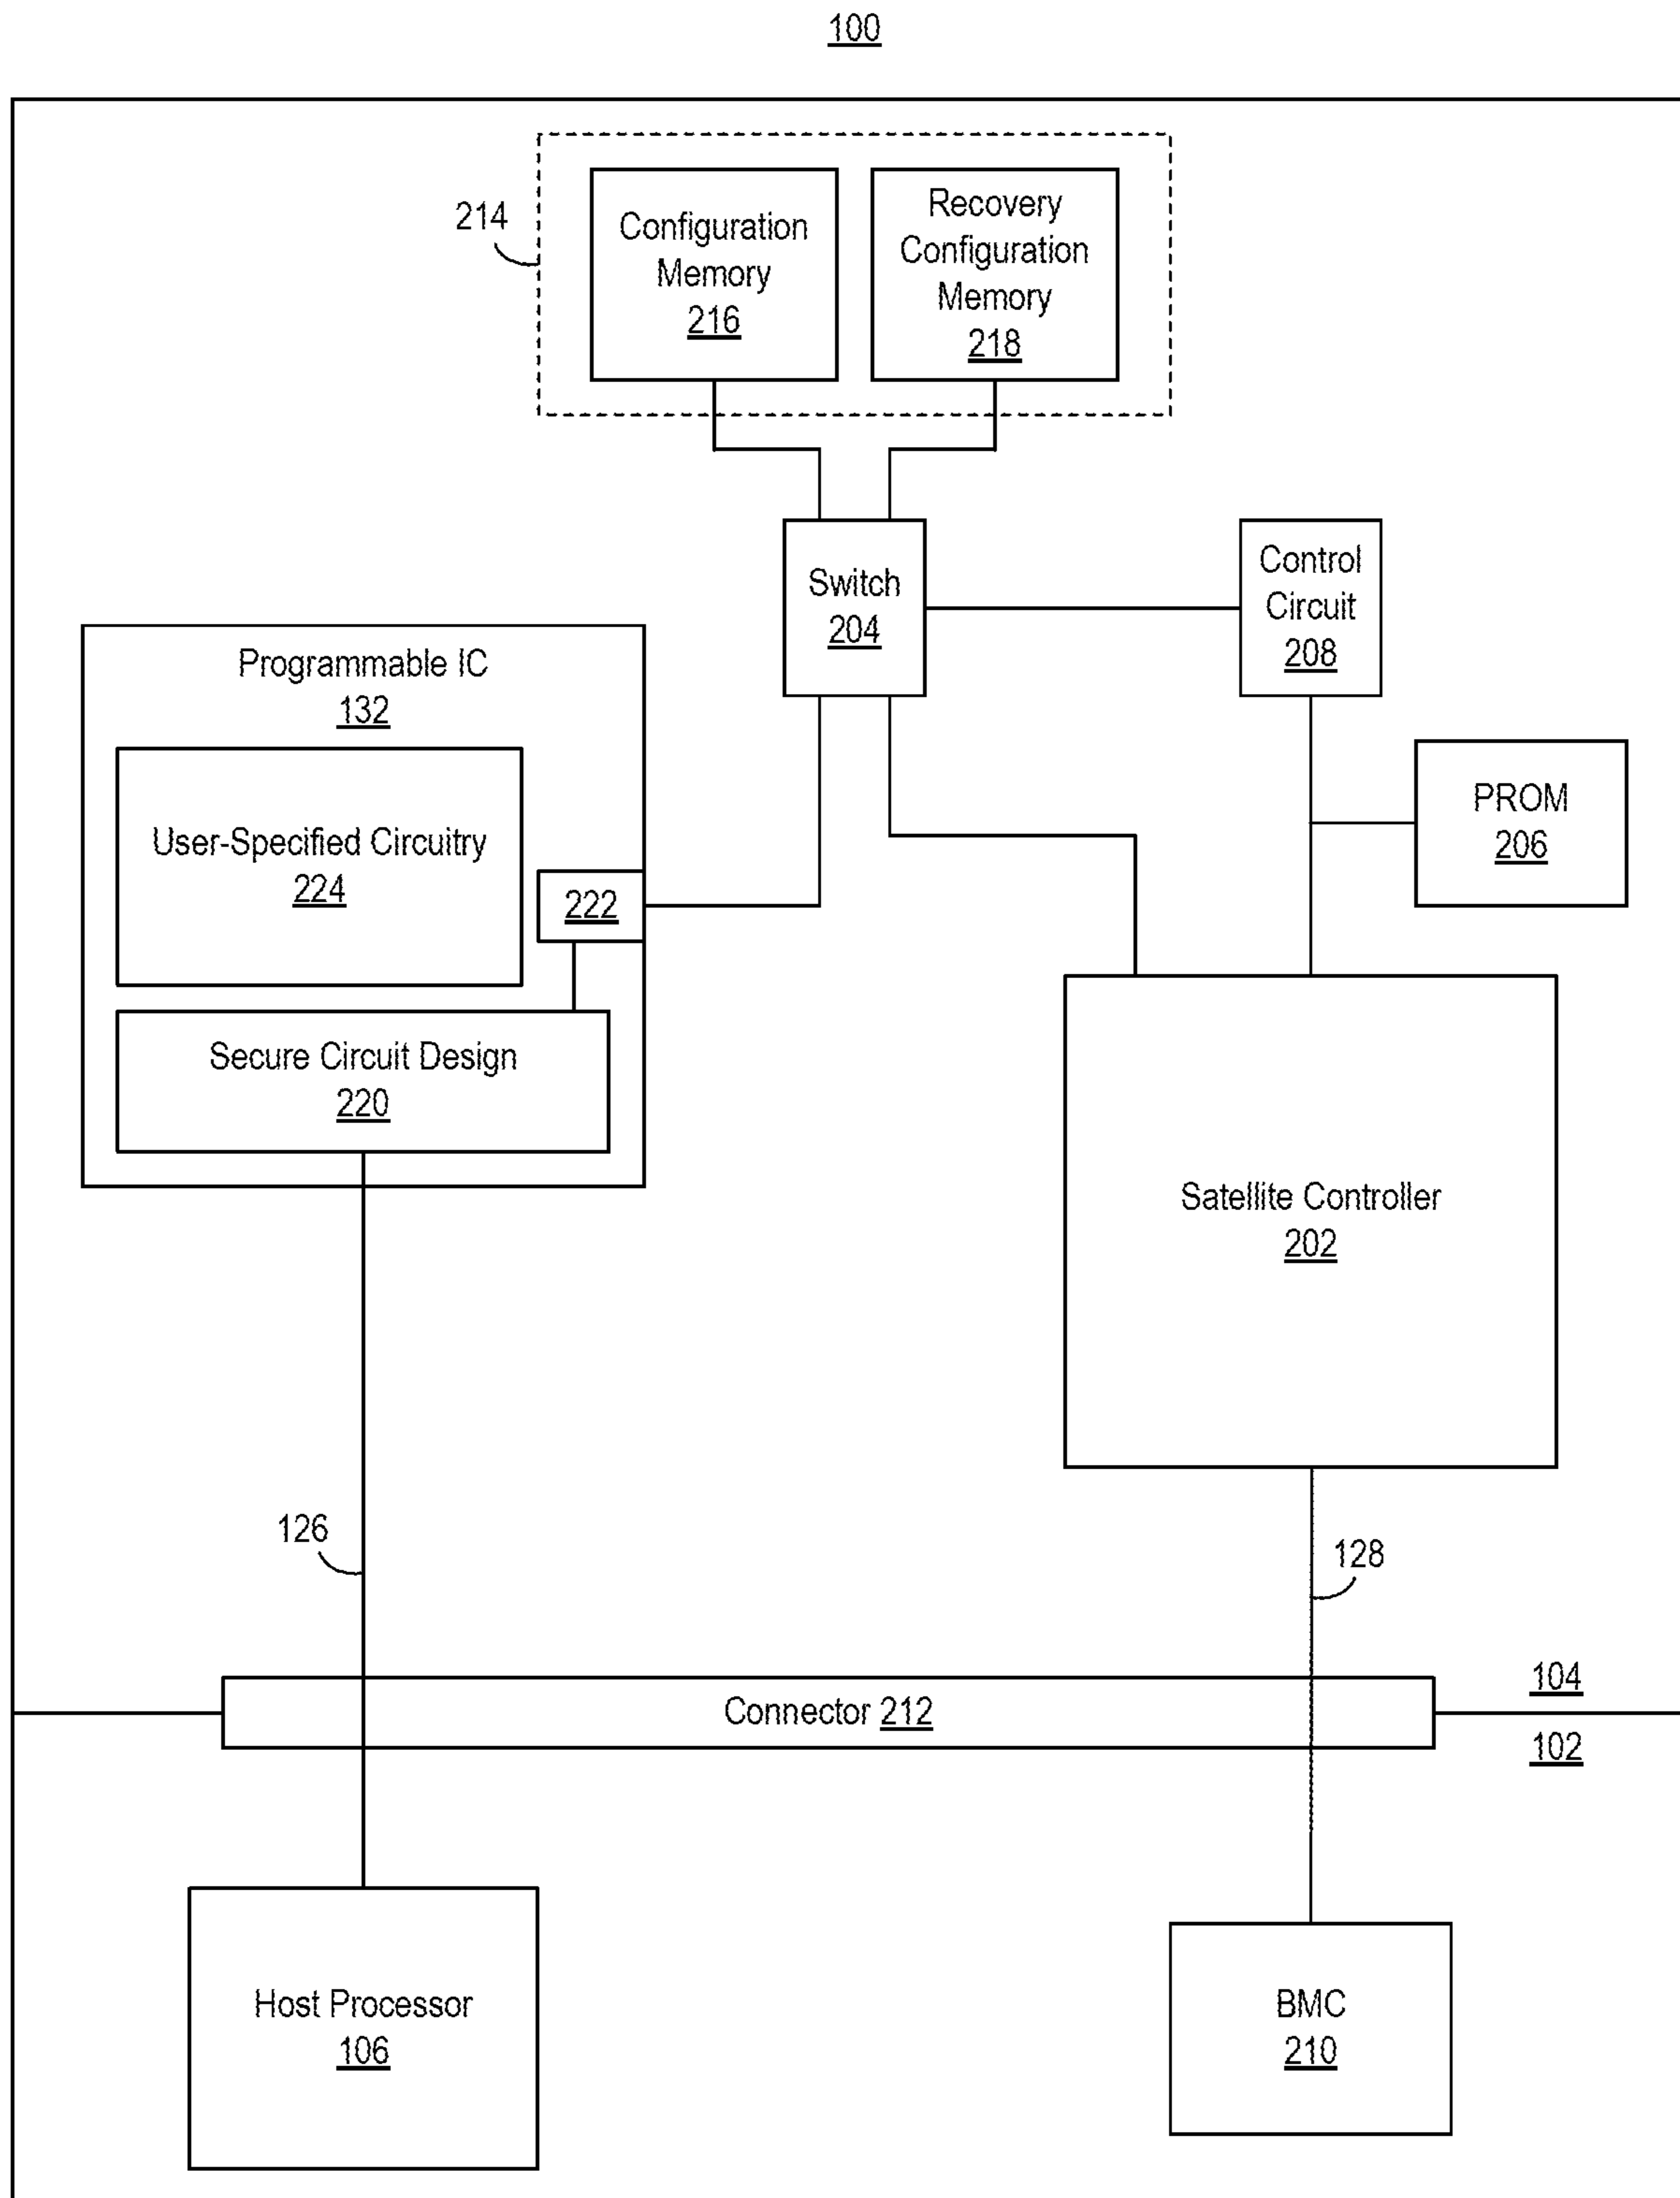 100
214
Configuration
Memory
216
Recovery
Configuration
Memory
218
Switch
204
Control
Circuit
208
Programmable IC
132
PROM
206
User-Specified Circuitry
224
222
Secure Circuit Design
220
Satellite Controller
202
126
128
104
Connector 212
102
Host Processor
106
BMC
210